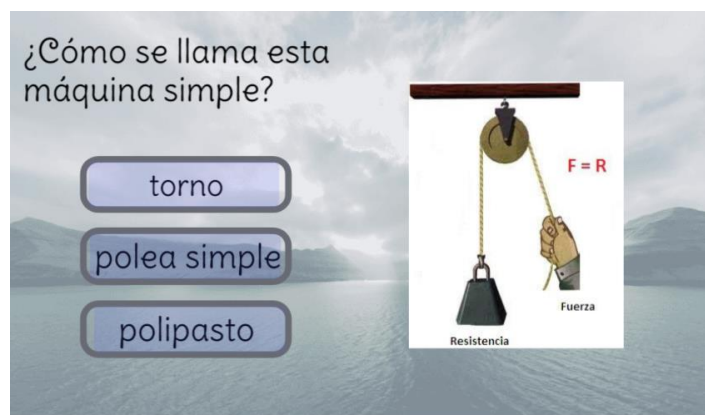 ¿Cómo se llama esta
máquina simple?
torno
polea simple
polipasto
F = R
Fuerza
Resistencia